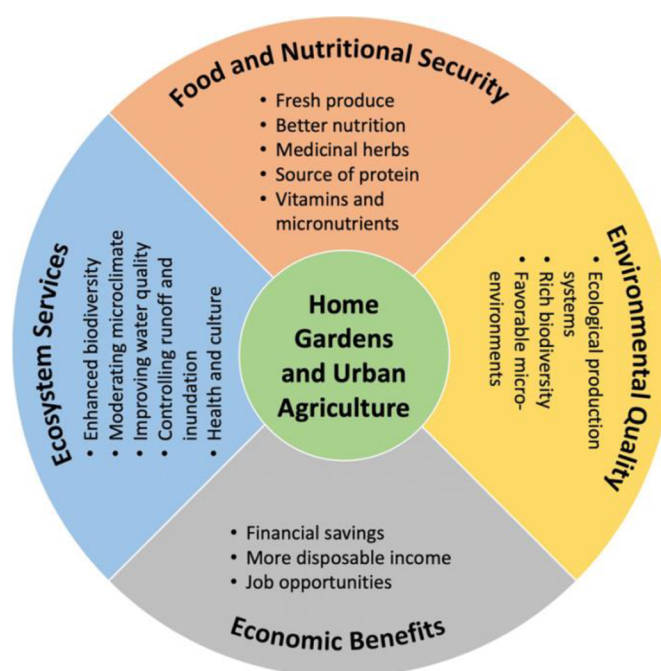 Food and Nutritional Security
• Fresh produce
• Better nutrition
• Medicinal herbs
• Source of protein
• Vitamins and
micronutrients
Environmental Quality
• Ecological production
systems
• Rich biodiversity
• Favorable micro-
environments
Home
Gardens
and Urban
Agriculture
Ecosystem Services
• Enhanced biodiversity
• Moderating microclimate
• Improving water quality
• Controlling runoff and
inundation
• Health and culture
• Financial savings
• More disposable income
• Job opportunities
Economic Benefits